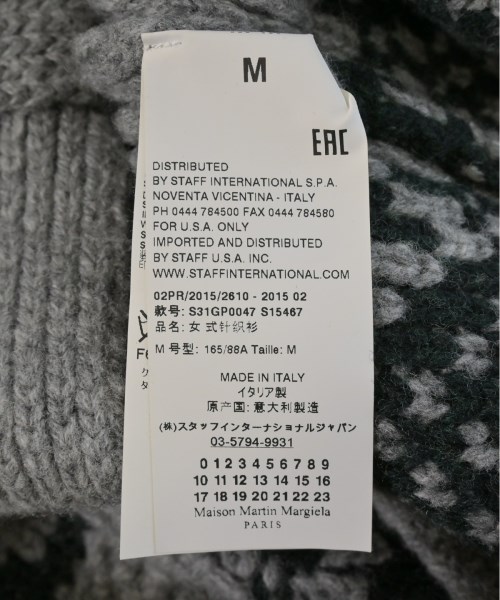 M
EAC
DISTRIBUTED
BY STAFF INTERNATIONAL S.P.A.
NOVENTA VICENTINA - ITALY
PH 0444 784500 FAX 0444 784580
FOR U.S.A. ONLY
IMPORTED AND DISTRIBUTED
BY STAFF U.S.A. INC.
WWW.STAFFINTERNATIONAL.COM
02PR/2015/2610 - 2015 02
款号: S31GP0047 S15467
品名: 女式针织衫
M 号型: 165/88A Taille: M
MADE IN ITALY
イタリア製
原产国: 意大利製造
(株)スタッフインターナショナルジャパン
03-5794-9931
0 1 2 3 4 5 6 7 8 9
10 11 12 13 14 15 16
17 18 19 20 21 22 23
Maison Martin Margiela
PARIS